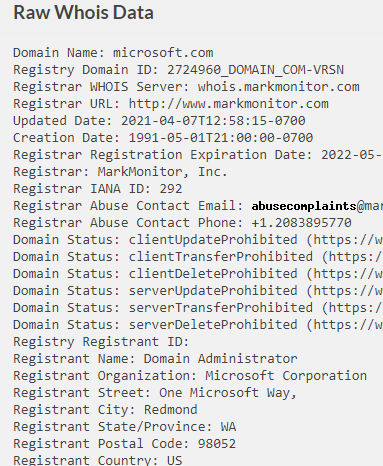 Raw Whois Data
Domain Name: microsoft.com
Registry Domain ID: 2724960_DOMAIN_COM-VRSN
Registrar WHOIS Server: whois.markmonitor.com
Registrar URL: http://www.markmonitor.com
Updated Date: 2021-04-07T12:58:15-0700
Creation Date: 1991-05-01T21:00:00-0700
Registrar Registration Expiration Date: 2022-05-
Registrar: MarkMonitor, Inc.
Registrar IANA ID: 292
Registrar Abuse Contact Email: abusecomplaints@mar
Registrar Abuse Contact Phone: +1.2083895770
Domain Status: clientUpdateProhibited (https://w
Domain Status: clientTransferProhibited (https:/
Domain Status: clientDeleteProhibited (https://w
Domain Status: serverUpdateProhibited (https://w
Domain Status: serverTransferProhibited (https:/
Domain Status: serverDeleteProhibited (https://w
Registry Registrant ID:
Registrant Name: Domain Administrator
Registrant Organization: Microsoft Corporation
Registrant Street: One Microsoft Way,
Registrant City: Redmond
Registrant State/Province: WA
Registrant Postal Code: 98052
Registrant Country: US